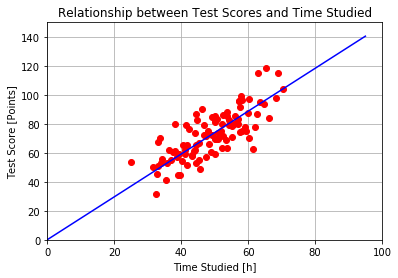 Relationship between Test Scores and Time Studied
Test Score [Points]
140
120
100
80
60
40
20
0
0 20 40 60 80 100
Time Studied [h]